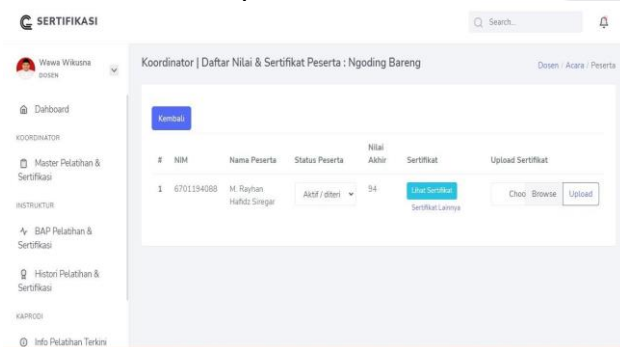 SERTIFIKASI
Search...
Wawa Wikusna
DOSEN
Koordinator | Daftar Nilai & Sertifikat Peserta : Ngoding Bareng
Dosen / Acara / Peserta
Dahboard
KOORDINATOR
Master Pelatihan &
Sertifikasi
INSTRUKTUR
BAP Pelatihan &
Sertifikasi
Histori Pelatihan &
Sertifikasi
KAPRODI
Info Pelatihan Terkini
Kembali
# NIM Nama Peserta Status Peserta Nilai Akhir Sertifikat Upload Sertifikat
1 6701194088 M. Rayhan Hafidz Siregar Aktif / diteri 94 Lihat Sertifikat Choo Browse Upload
Sertifikat Lainnya